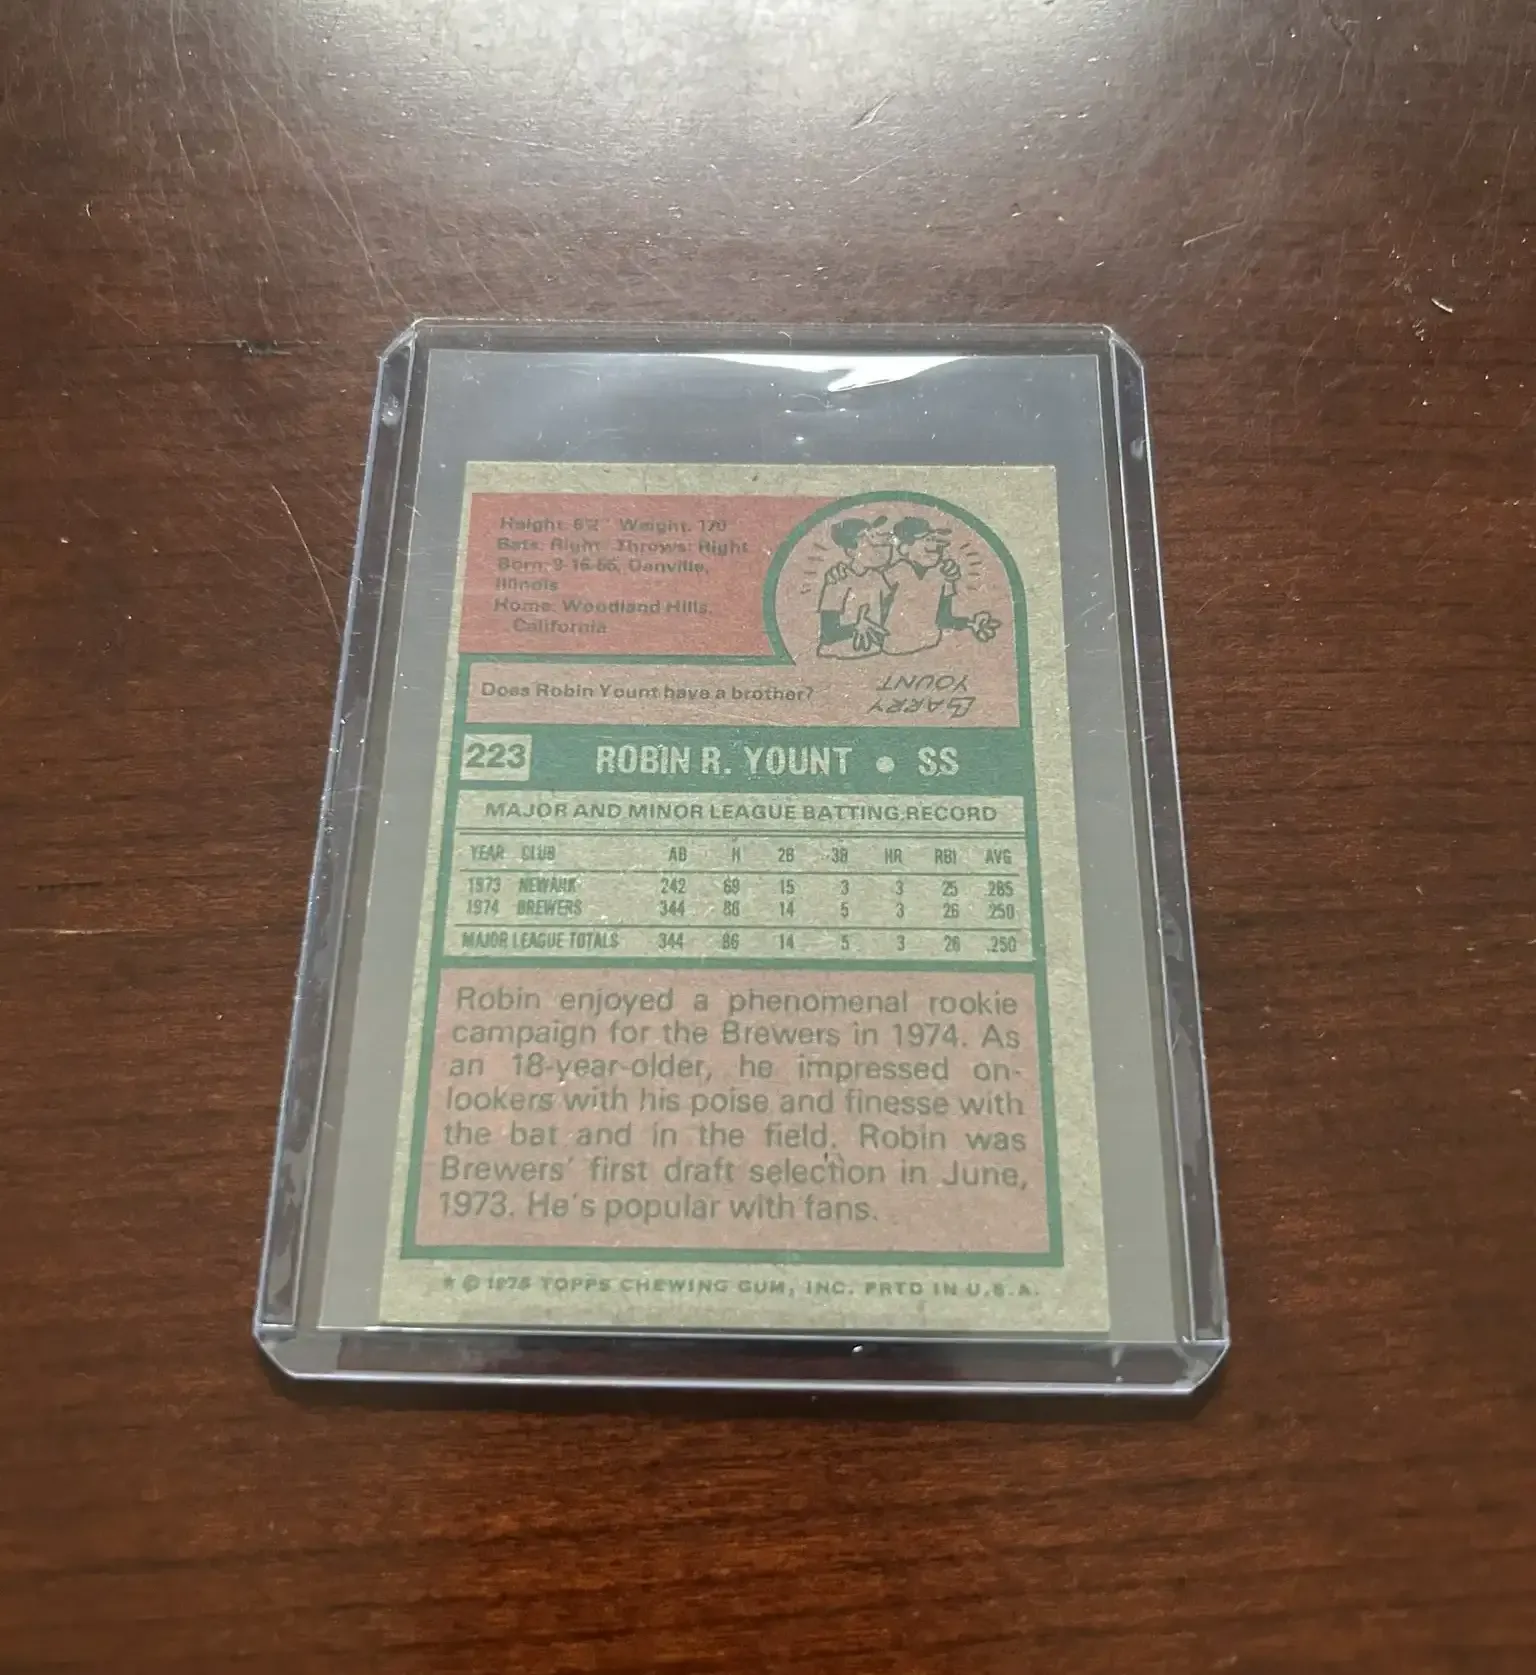 Height: 6'2" Weight: 170
Bats: Right Throws: Right
Born: 9-16-55, Danville,
Illinois
Home: Woodland Hills,
California
Does Robin Yount have a brother?
LARRY
YOUNT
223 ROBIN R. YOUNT • SS
MAJOR AND MINOR LEAGUE BATTING RECORD
YEAR CLUB AB H 2B 3B HR RBI AVG
1973 NEWARK 242 69 15 3 3 25 .285
1974 BREWERS 344 86 14 5 3 26 .250
MAJOR LEAGUE TOTALS 344 86 14 5 3 26 .250
Robin enjoyed a phenomenal rookie
campaign for the Brewers in 1974. As
an 18-year-older, he impressed on-
lookers with his poise and finesse with
the bat and in the field. Robin was
Brewers' first draft selection in June,
1973. He's popular with fans.
* © 1975 TOPPS CHEWING GUM, INC. PRTD IN U.S.A.